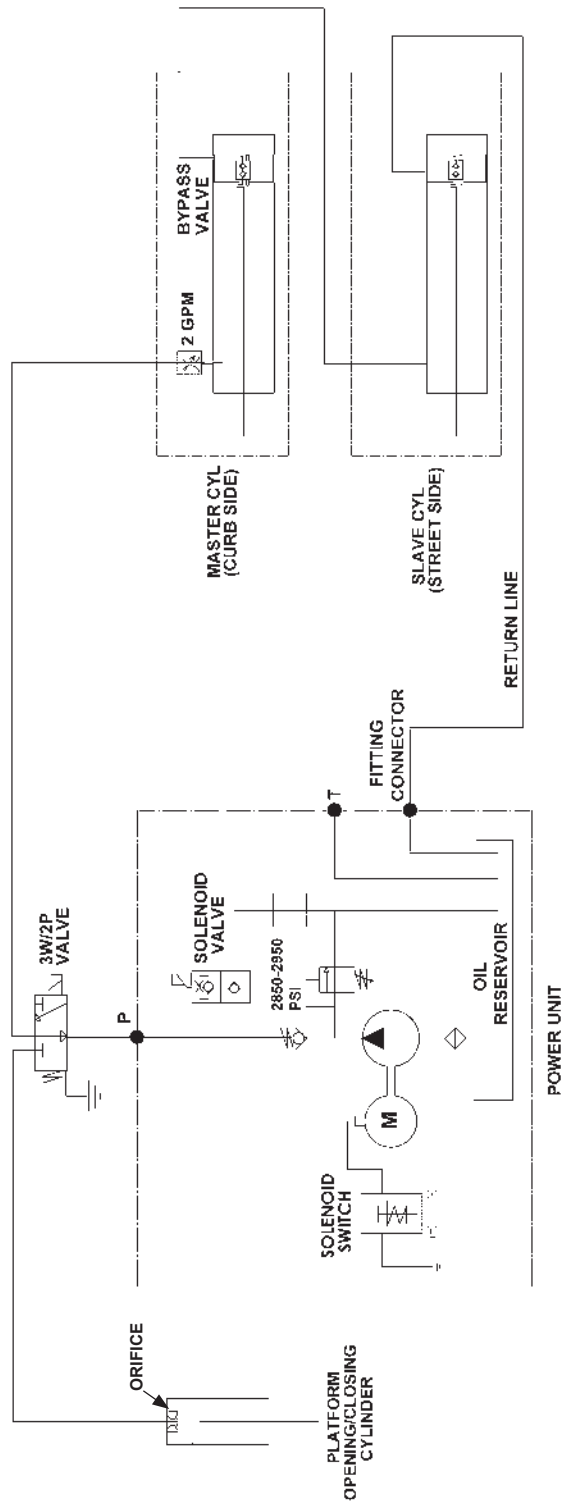 ORIFICE
PLATFORM
OPENING/CLOSING
CYLINDER
3W/2P
VALVE
P
SOLENOID
VALVE
2850-2950
PSI
M
SOLENOID
SWITCH
OIL
RESERVOIR
POWER UNIT
T
FITTING
CONNECTOR
RETURN LINE
2 GPM
BYPASS
VALVE
MASTER CYL
(CURB SIDE)
SLAVE CYL
(STREET SIDE)